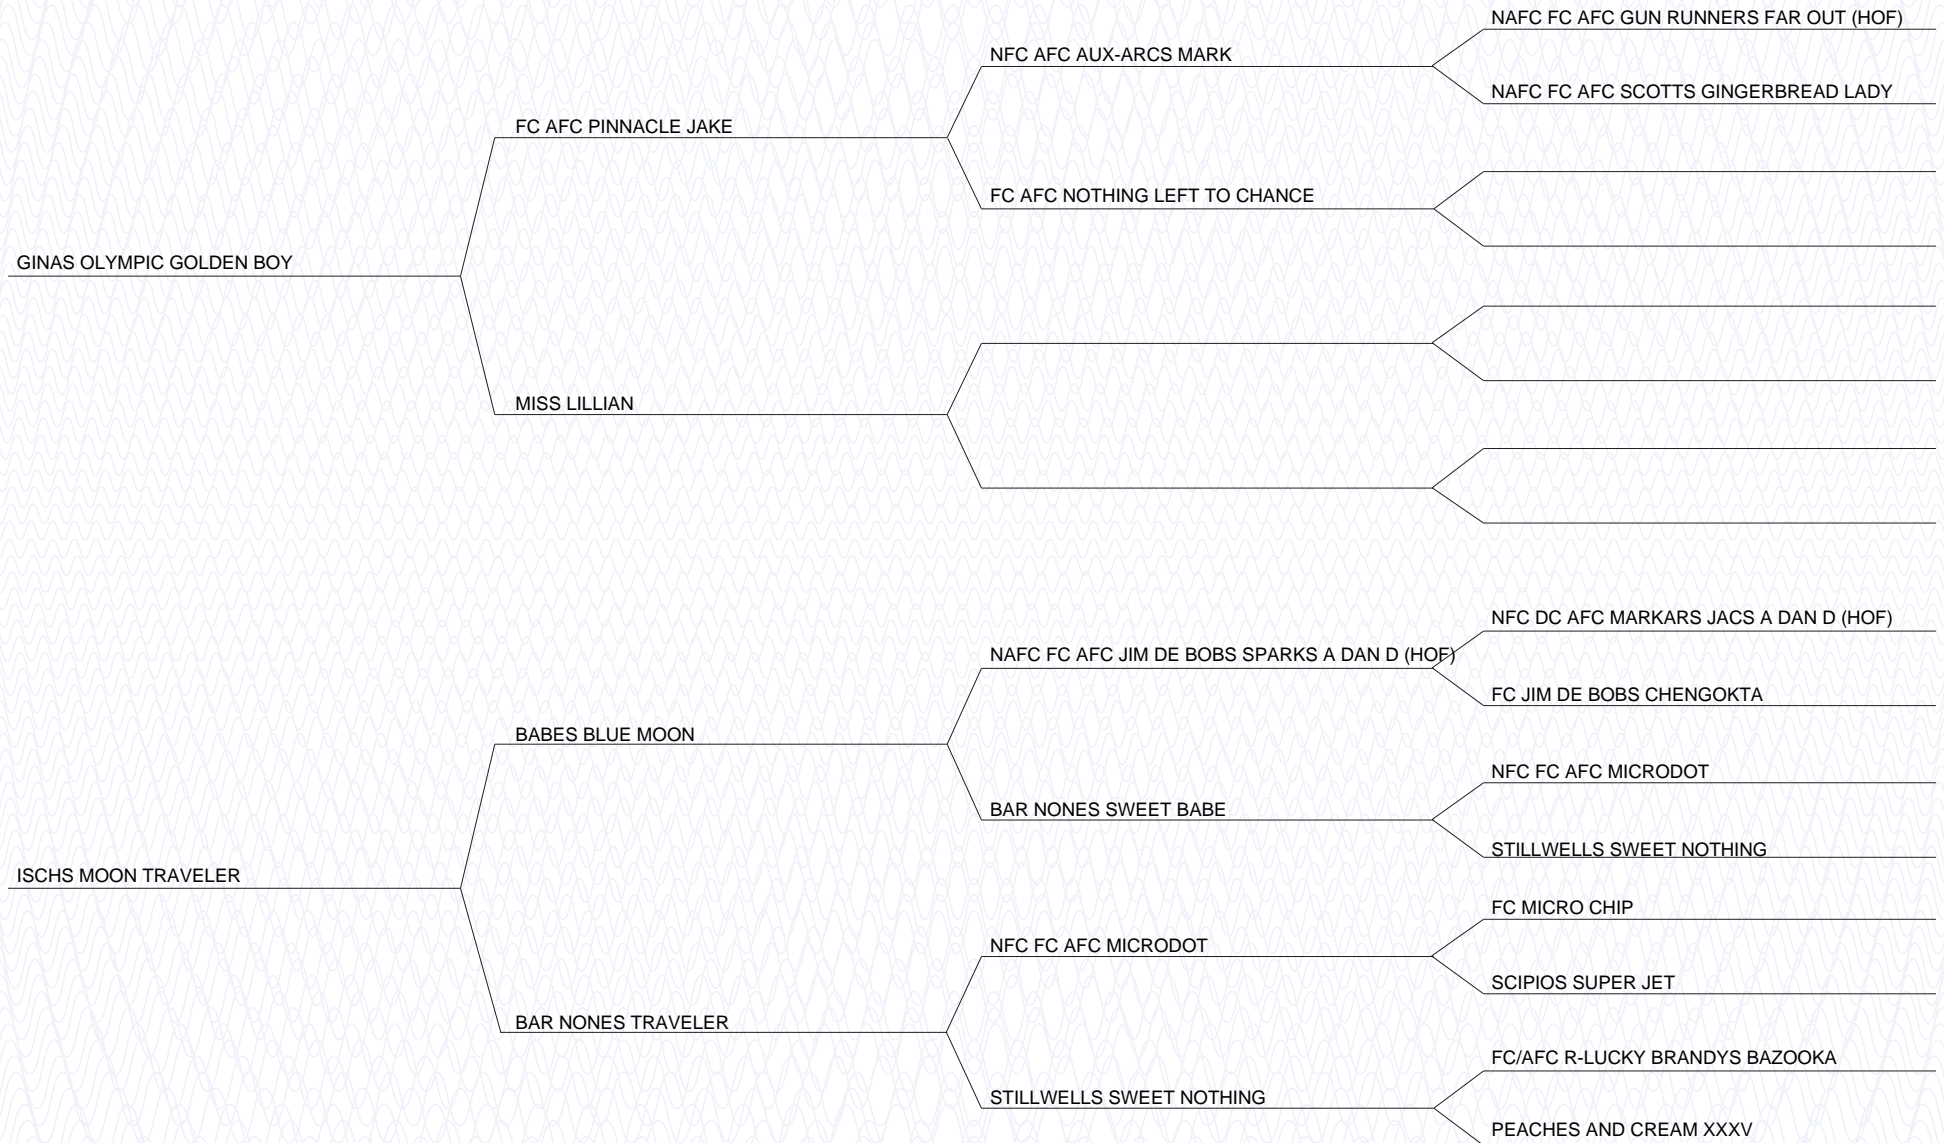 NAFC FC AFC GUN RUNNERS FAR OUT (HOF)
NFC AFC AUX-ARCS MARK
NAFC FC AFC SCOTTS GINGERBREAD LADY
FC AFC PINNACLE JAKE
FC AFC NOTHING LEFT TO CHANCE
GINAS OLYMPIC GOLDEN BOY
MISS LILLIAN
NFC DC AFC MARKARS JACS A DAN D (HOF)
NAFC FC AFC JIM DE BOBS SPARKS A DAN D (HOF)
FC JIM DE BOBS CHENGOKTA
BABES BLUE MOON
NFC FC AFC MICRODOT
BAR NONES SWEET BABE
STILLWELLS SWEET NOTHING
ISCHS MOON TRAVELER
FC MICRO CHIP
NFC FC AFC MICRODOT
SCIPIOS SUPER JET
BAR NONES TRAVELER
FC/AFC R-LUCKY BRANDYS BAZOOKA
STILLWELLS SWEET NOTHING
PEACHES AND CREAM XXXV